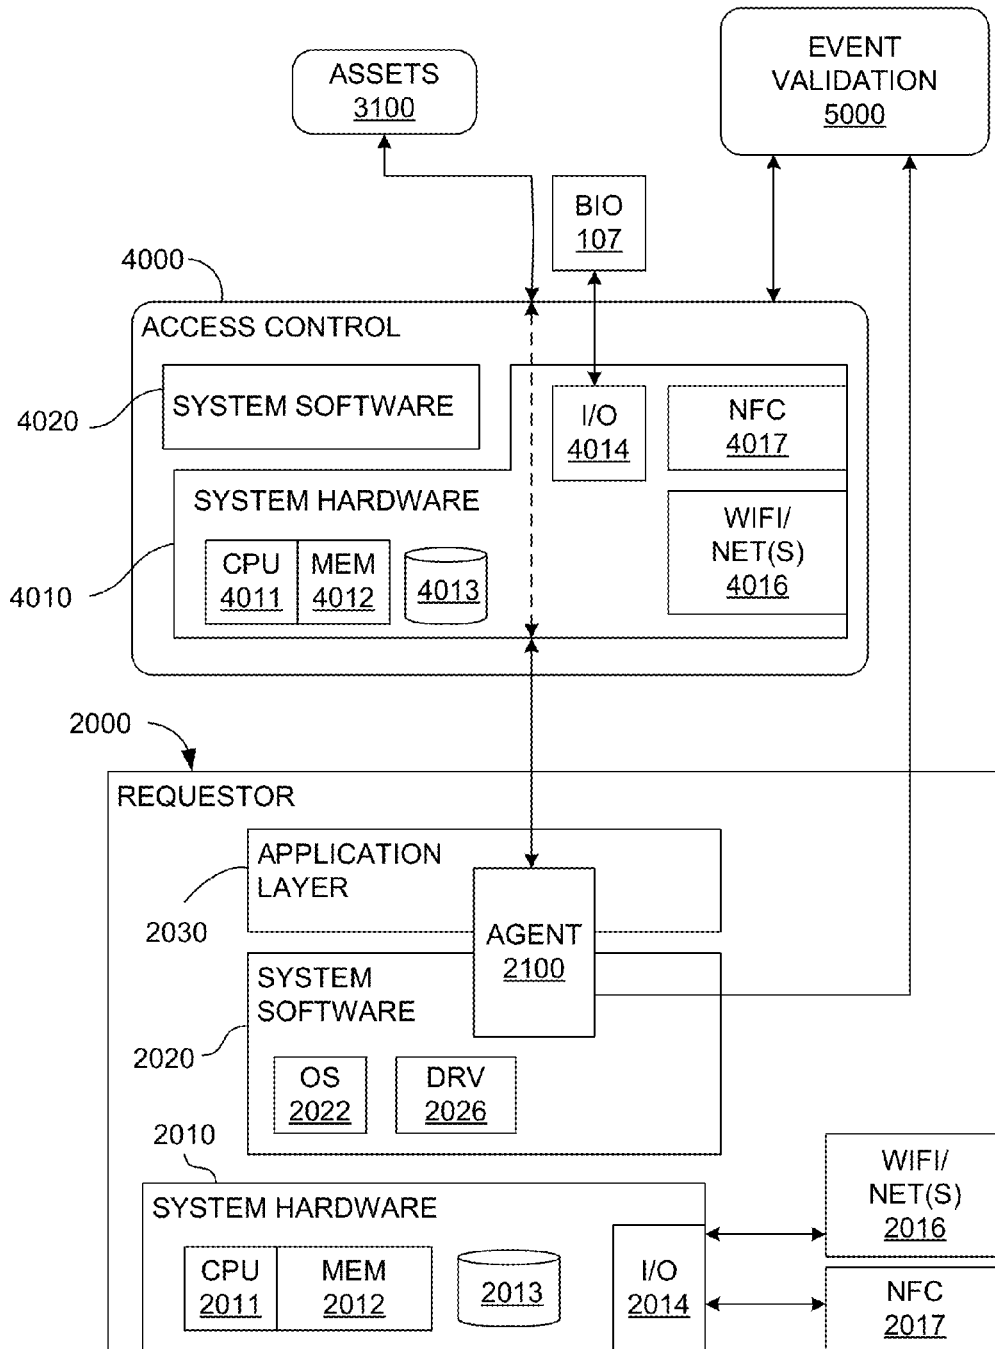 ASSETS
3100
EVENT
VALIDATION
5000
BIO
107
4000
ACCESS CONTROL
4020
SYSTEM SOFTWARE
I/O
4014
NFC
4017
SYSTEM HARDWARE
WIFI/
NET(S)
4016
4010
CPU
4011
MEM
4012
4013
2000
REQUESTOR
APPLICATION
LAYER
2030
AGENT
2100
SYSTEM
SOFTWARE
2020
OS
2022
DRV
2026
2010
SYSTEM HARDWARE
WIFI/
NET(S)
2016
CPU
2011
MEM
2012
2013
I/O
2014
NFC
2017